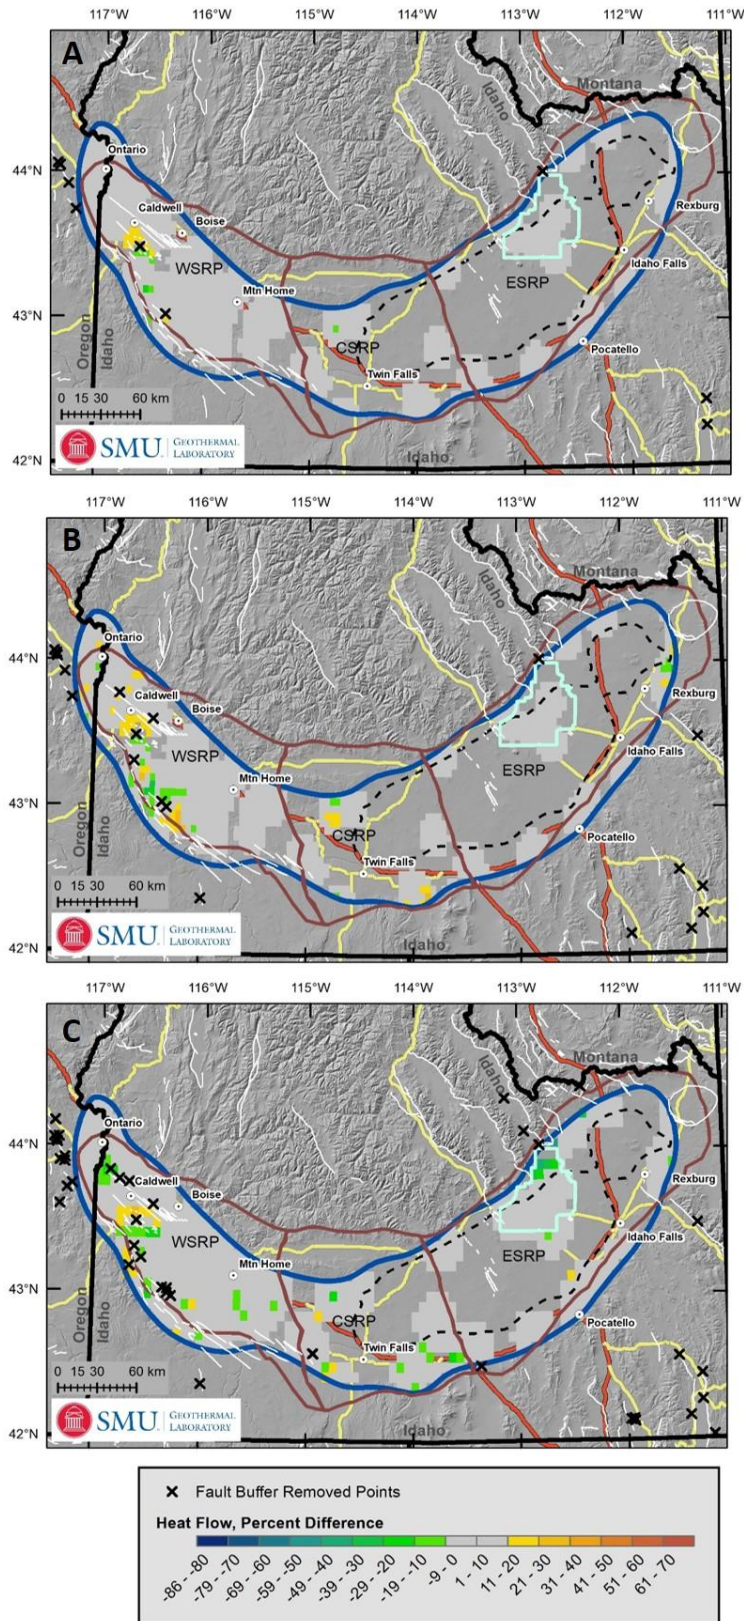 117°W 116°W 115°W 114°W 113°W 112°W 111°W
A
Montana
Idaho
Ontario
44°N
Caldwell
Boise
Rexburg
WSRP
Idaho Falls
ESRP
Mtn Home
43°N
CSRP
Pocatello
Oregon
Idaho
Twin Falls
0 15 30 60 km
SMU. GEOTHERMAL
LABORATORY
42°N
Idaho
117°W 116°W 115°W 114°W 113°W 112°W 111°W
B
Montana
Idaho
Ontario
44°N
Caldwell
Boise
Rexburg
WSRP
Idaho Falls
ESRP
Mtn Home
43°N
CSRP
Pocatello
Oregon
Idaho
Twin Falls
0 15 30 60 km
SMU. GEOTHERMAL
LABORATORY
42°N
Idaho
117°W 116°W 115°W 114°W 113°W 112°W 111°W
C
Montana
Idaho
Ontario
44°N
Caldwell
Boise
Rexburg
WSRP
Idaho Falls
ESRP
Mtn Home
43°N
CSRP
Pocatello
Oregon
Idaho
Twin Falls
0 15 30 60 km
SMU. GEOTHERMAL
LABORATORY
42°N
Idaho
Fault Buffer Removed Points
Heat Flow, Percent Difference
-86 - -80
-79 - -70
-69 - -60
-59 - -50
-49 - -40
-39 - -30
-29 - -20
-19 - -10
-9 - 0
1 - 10
11 - 20
21 - 30
31 - 40
41 - 50
51 - 60
61 - 70